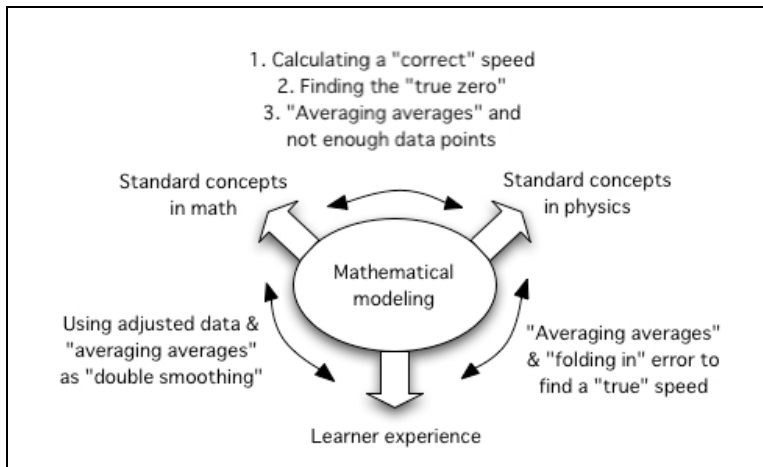 1. Calculating a "correct" speed
2. Finding the "true zero"
3. "Averaging averages" and
not enough data points
Standard concepts
in math
Standard concepts
in physics
Mathematical
modeling
Using adjusted data &
"averaging averages"
as "double smoothing"
"Averaging averages"
& "folding in" error to
find a "true" speed
Learner experience